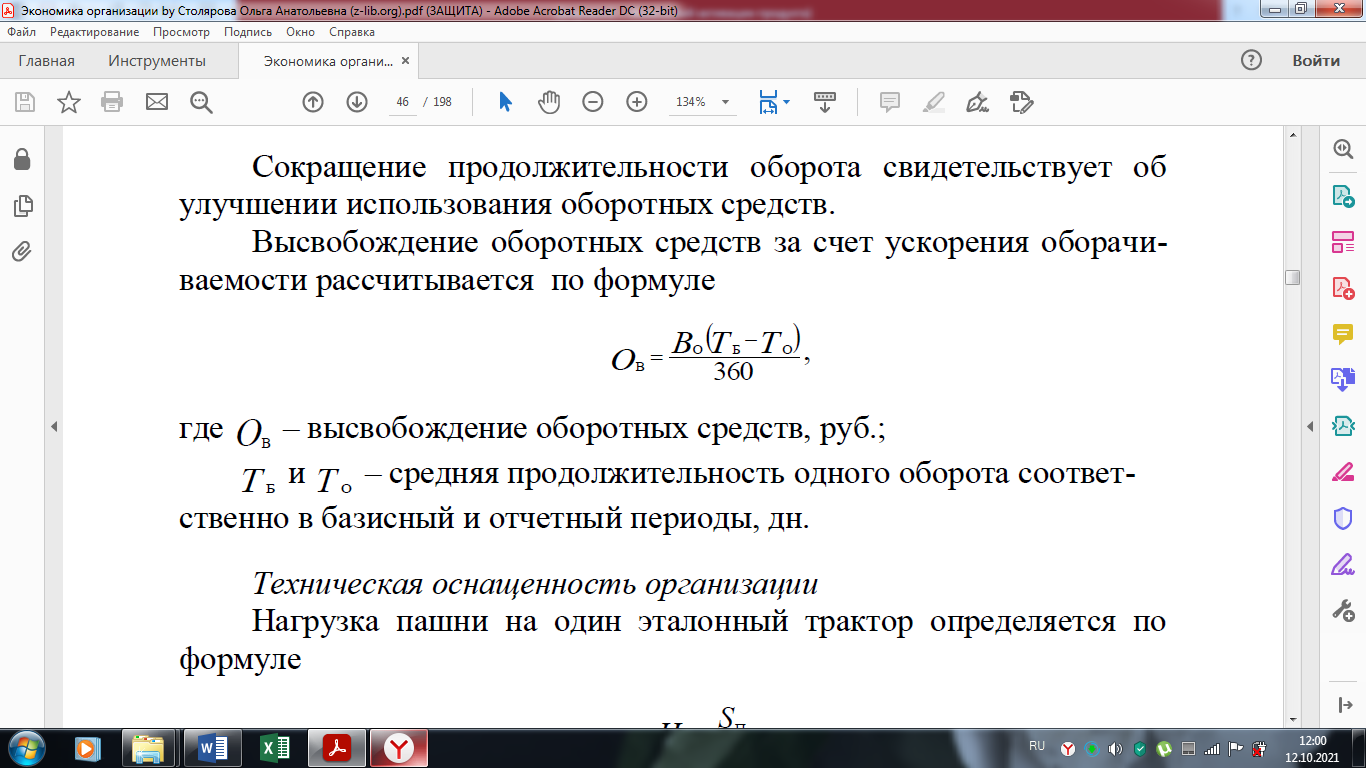 Экономика организации by Столярова Ольга Анатольевна (z-lib.org).pdf (ЗАЩИТА) - Adobe Acrobat Reader DC (32-bit)
Файл Редактирование Просмотр Подпись Окно Справка
Главная Инструменты Экономика органи... × Войти
46 / 198 134%
Сокращение продолжительности оборота свидетельствует об
улучшении использования оборотных средств.
Высвобождение оборотных средств за счет ускорения оборачи-
ваемости рассчитывается по формуле
Oв = Bо(TБ − Tо) / 360,
где Oв – высвобождение оборотных средств, руб.;
TБ и Tо – средняя продолжительность одного оборота соответ-
ственно в базисный и отчетный периоды, дн.
Техническая оснащенность организации
Нагрузка пашни на один эталонный трактор определяется по
формуле
Sп
RU 12:00
12.10.2021